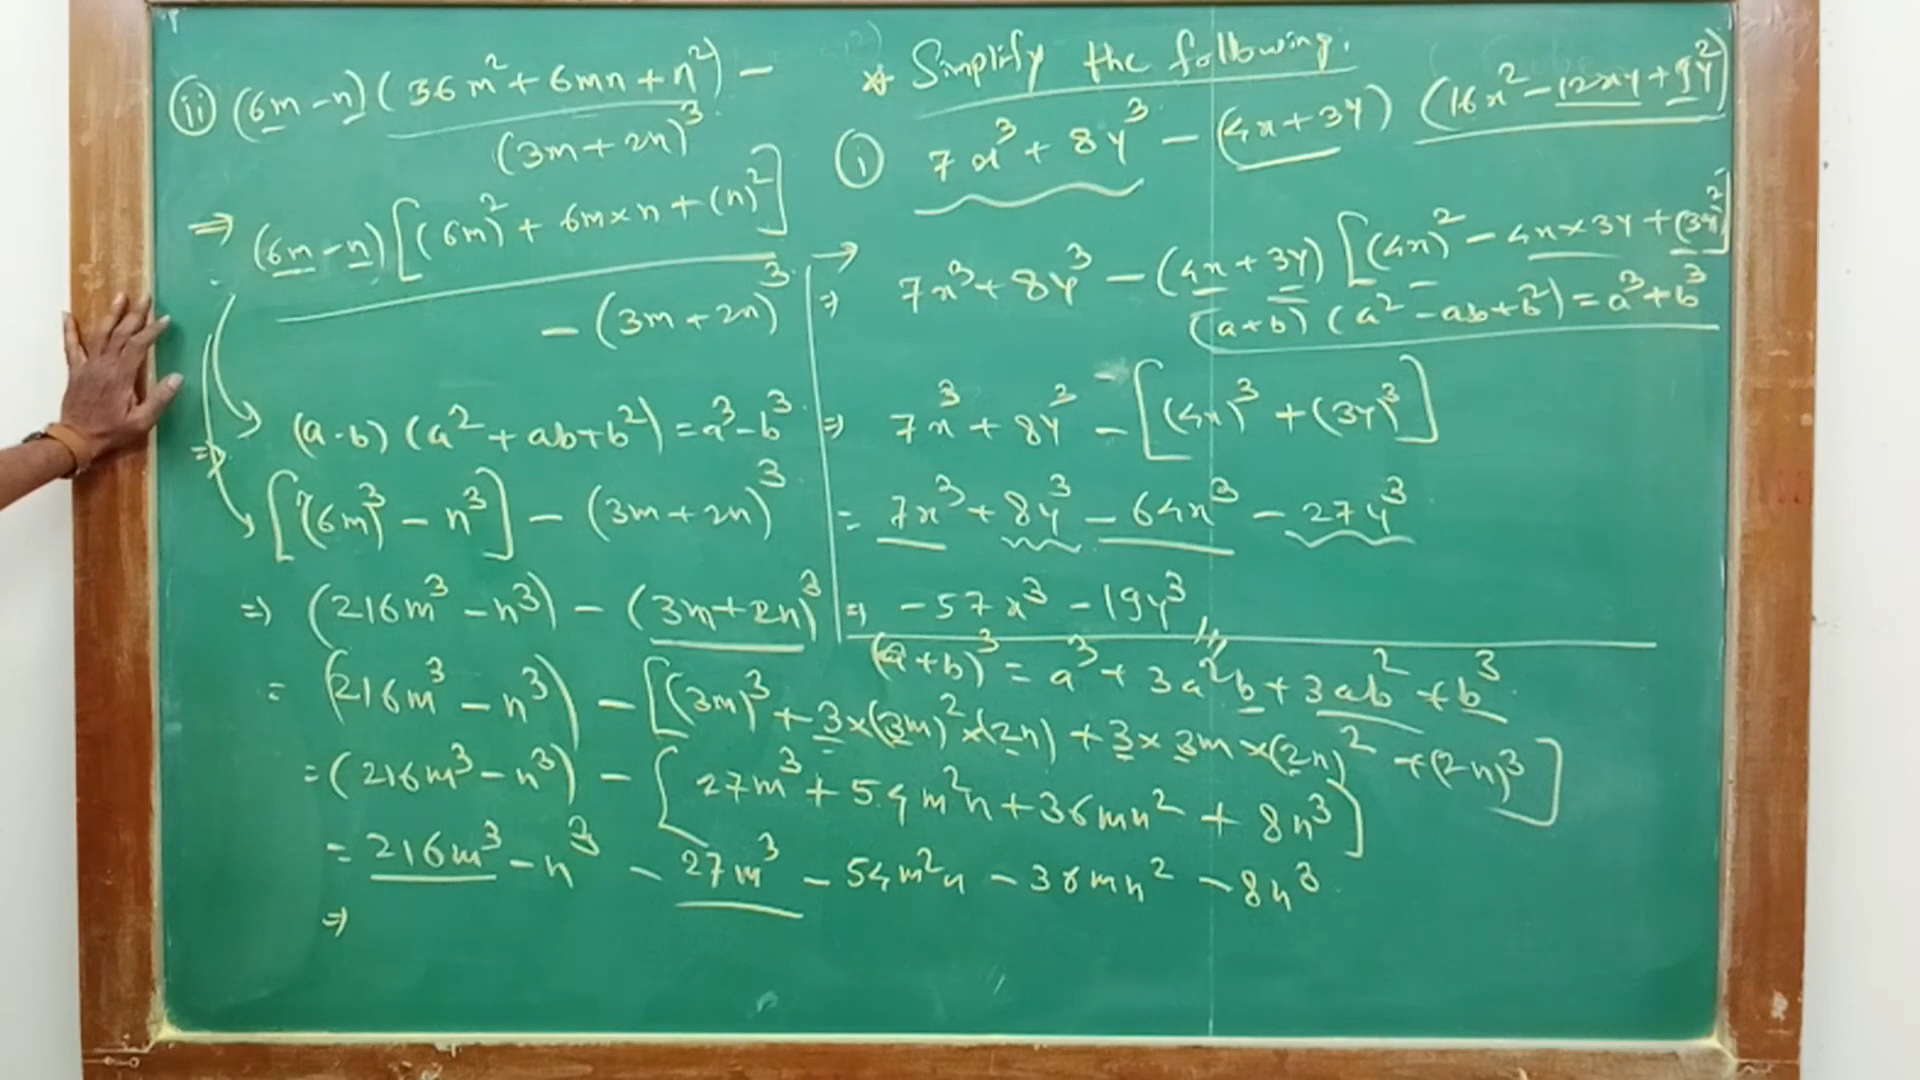 * Simplify the following.
(i) 7x³ + 8y³ − (4x + 3y) (16x² − 12xy + 9y²)
→ 7x³ + 8y³ − (4x + 3y) [(4x)² − 4x × 3y + (3y)²]
(a + b) (a² − ab + b²) = a³ + b³
⇒ 7x³ + 8y³ − [(4x)³ + (3y)³]
= 7x³ + 8y³ − 64x³ − 27y³
⇒ −57x³ − 19y³ //
(ii) (6m − n) (36m² + 6mn + n²) −
(3m + 2n)³
⇒ (6m − n) [(6m)² + 6m × n + (n)²]
− (3m + 2n)³
(a − b) (a² + ab + b²) = a³ − b³
⇒ [(6m)³ − n³] − (3m + 2n)³
⇒ (216m³ − n³) − (3m + 2n)³
(a + b)³ = a³ + 3a²b + 3ab² + b³
= (216m³ − n³) − [(3m)³ + 3 × (3m)² × (2n) + 3 × 3m × (2n)² + (2n)³]
= (216m³ − n³) − [27m³ + 54m²n + 36mn² + 8n³]
= 216m³ − n³ − 27m³ − 54m²n − 36mn² − 8n³
⇒